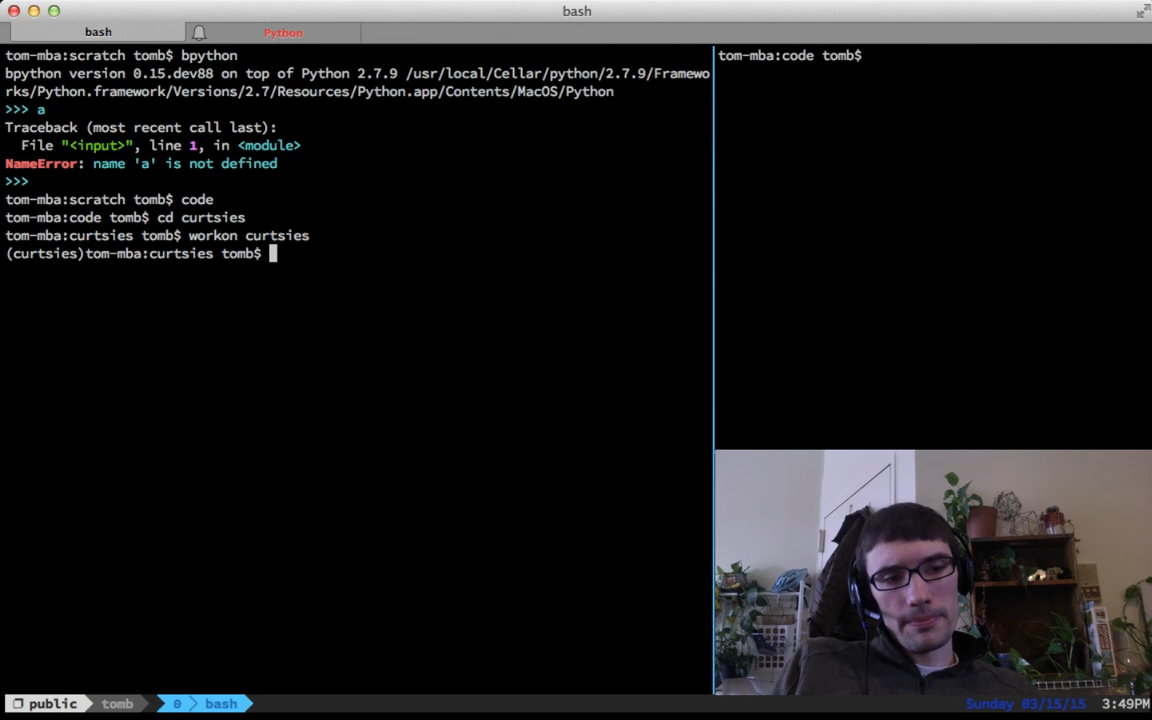 bash
bash
Python
tom-mba:scratch tomb$ bpython
bpython version 0.15.dev88 on top of Python 2.7.9 /usr/local/Cellar/python/2.7.9/Framewo
rks/Python.framework/Versions/2.7/Resources/Python.app/Contents/MacOS/Python
>>> a
Traceback (most recent call last):
  File "<input>", line 1, in <module>
NameError: name 'a' is not defined
>>>
tom-mba:scratch tomb$ code
tom-mba:code tomb$ cd curtsies
tom-mba:curtsies tomb$ workon curtsies
(curtsies)tom-mba:curtsies tomb$
tom-mba:code tomb$
public tomb 0 bash
Sunday 03/15/15 3:49PM